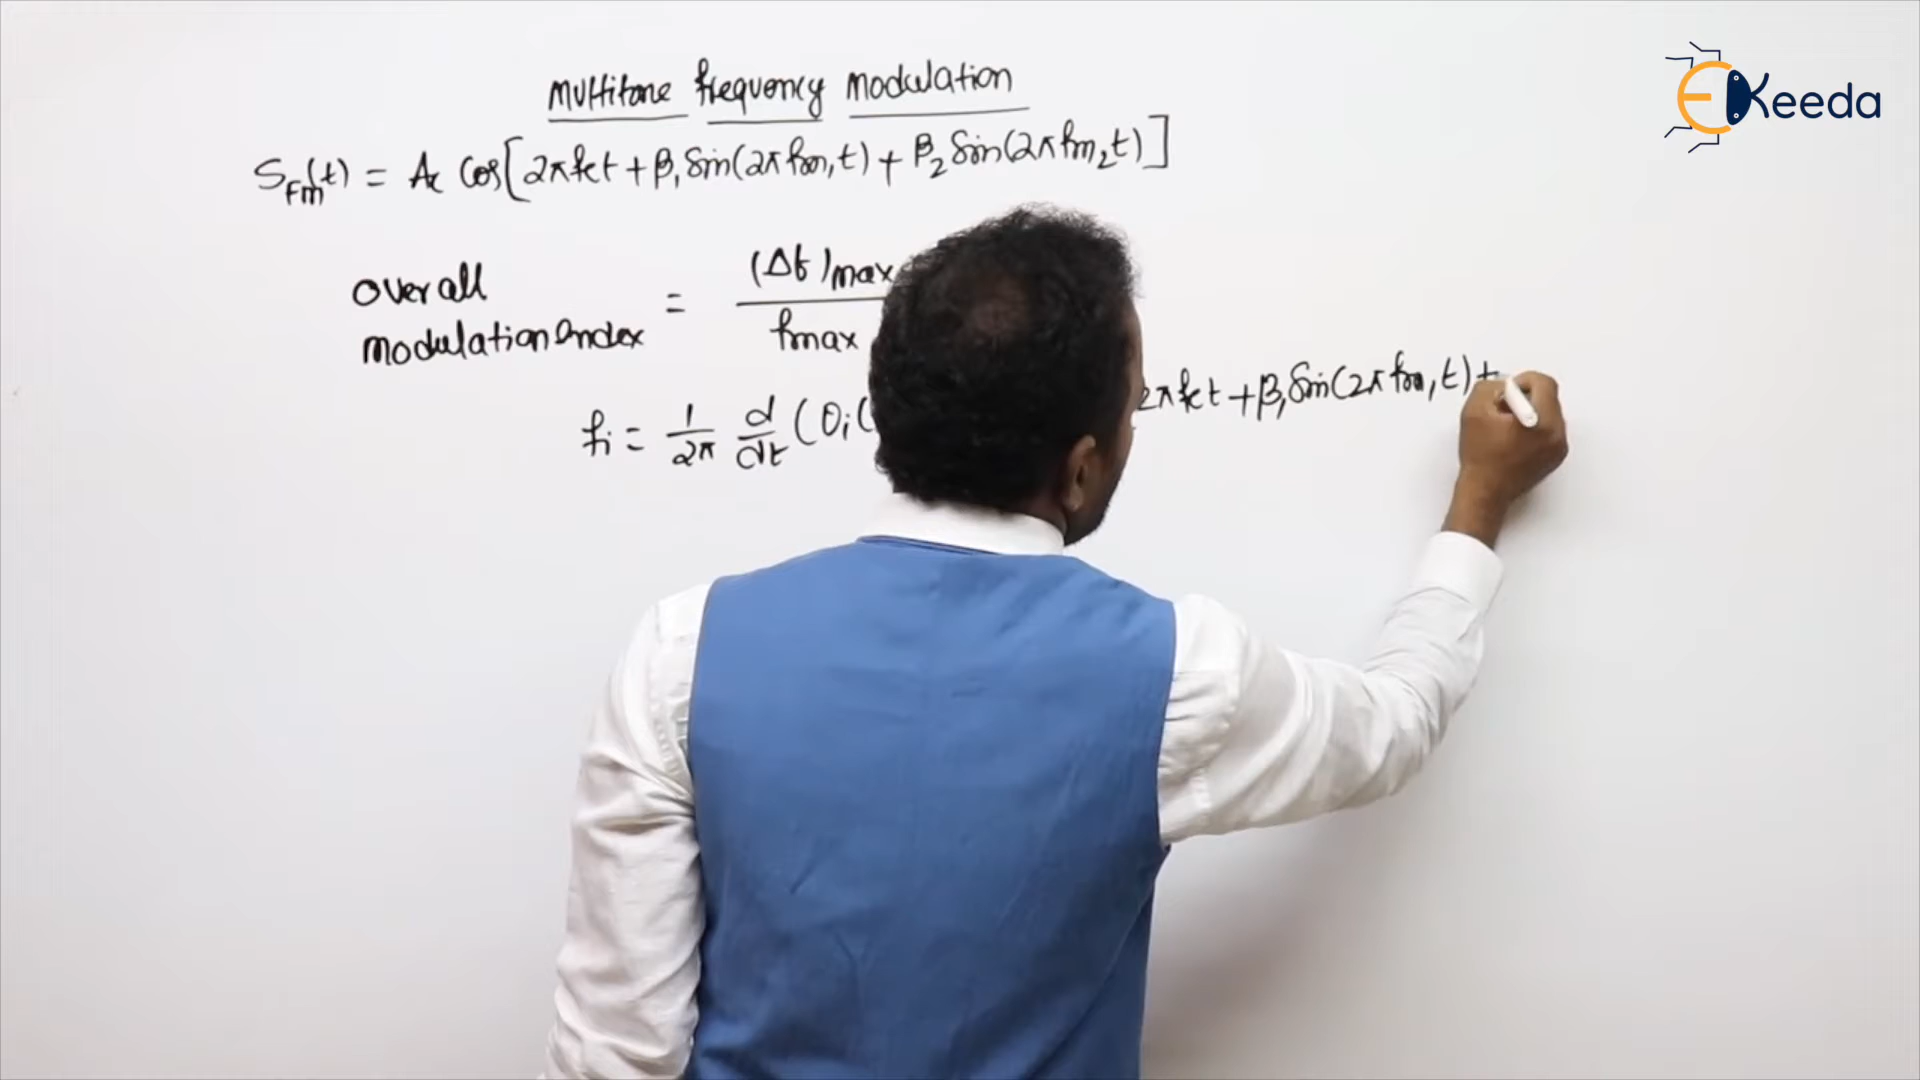 EKeeda
Multitone Frequency Modulation
S_FM(t) = Ac Cos[2πfct + β₁ Sin(2πfm₁t) + β₂ Sin(2πfm₂t)]
Overall Modulation Index = (Δf)max / fmax
fi = 1/2π d/dt (θi( 2πfct + β₁ Sin(2πfm₁t) +